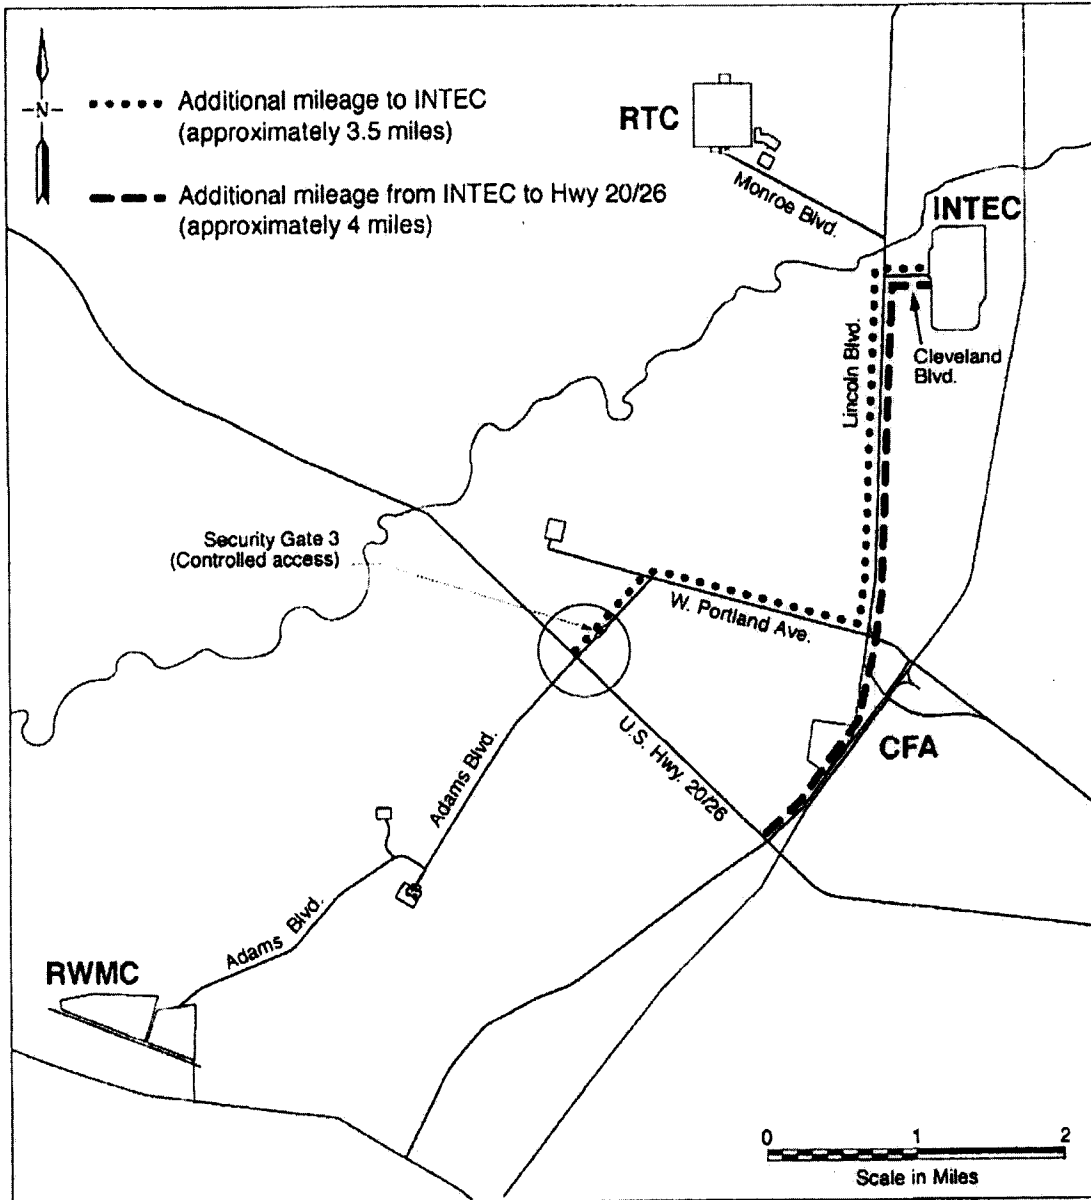 N
Additional mileage to INTEC
(approximately 3.5 miles)
Additional mileage from INTEC to Hwy 20/26
(approximately 4 miles)
RTC
Monroe Blvd.
INTEC
Lincoln Blvd.
Cleveland
Blvd.
Security Gate 3
(Controlled access)
W. Portland Ave.
U.S. Hwy. 20/26
CFA
Adams Blvd.
Adams Blvd.
RWMC
0 1 2
Scale in Miles